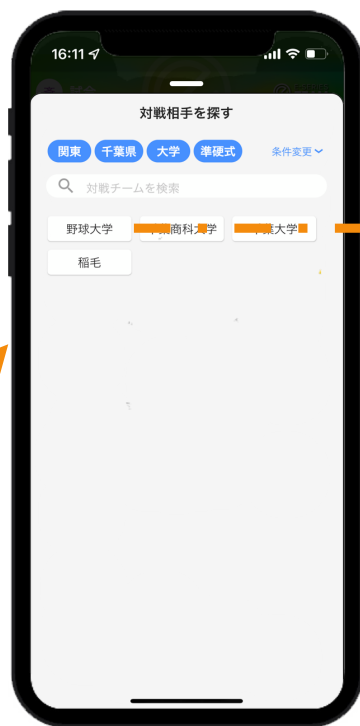 16:11
対戦相手を探す
関東 千葉県 大学 準硬式 条件変更
対戦チームを検索
野球大学 商科大学 大学
稲毛